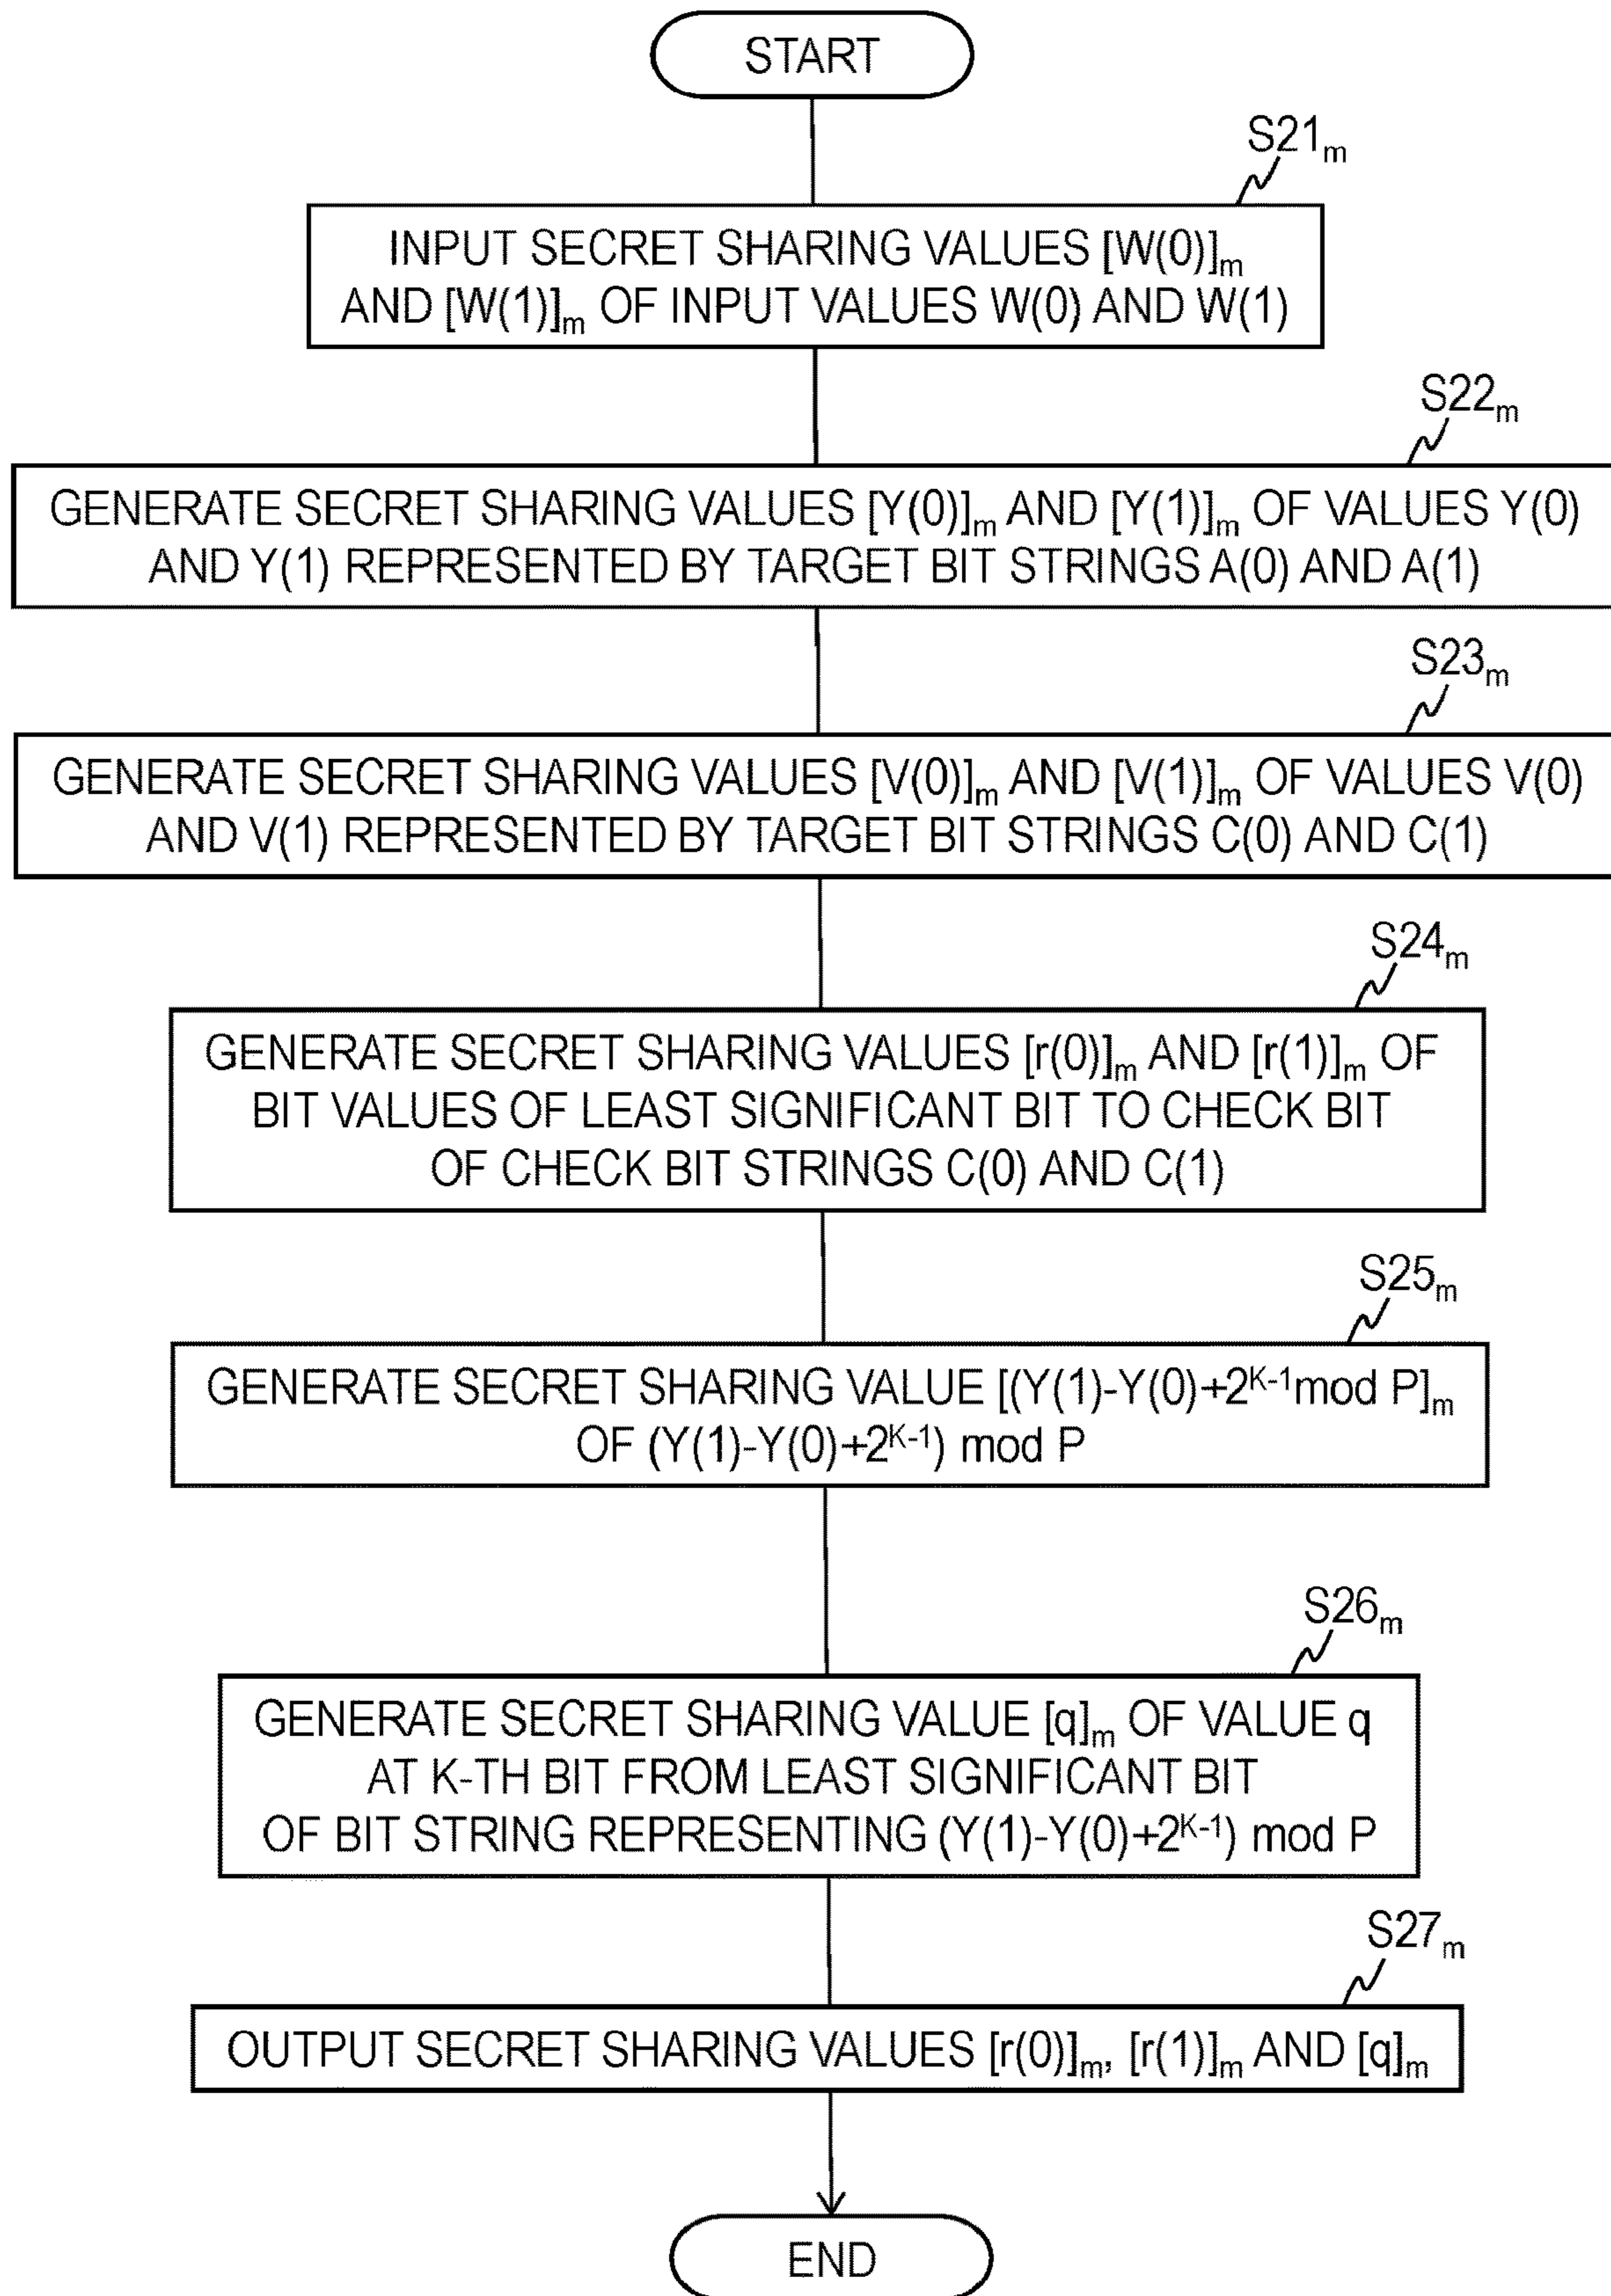 START
S21m
INPUT SECRET SHARING VALUES [W(0)]m
AND [W(1)]m OF INPUT VALUES W(0) AND W(1)
S22m
GENERATE SECRET SHARING VALUES [Y(0)]m AND [Y(1)]m OF VALUES Y(0)
AND Y(1) REPRESENTED BY TARGET BIT STRINGS A(0) AND A(1)
S23m
GENERATE SECRET SHARING VALUES [V(0)]m AND [V(1)]m OF VALUES V(0)
AND V(1) REPRESENTED BY TARGET BIT STRINGS C(0) AND C(1)
S24m
GENERATE SECRET SHARING VALUES [r(0)]m AND [r(1)]m OF
BIT VALUES OF LEAST SIGNIFICANT BIT TO CHECK BIT
OF CHECK BIT STRINGS C(0) AND C(1)
S25m
GENERATE SECRET SHARING VALUE [(Y(1)-Y(0)+2^K-1mod P]m
OF (Y(1)-Y(0)+2^K-1) mod P
S26m
GENERATE SECRET SHARING VALUE [q]m OF VALUE q
AT K-TH BIT FROM LEAST SIGNIFICANT BIT
OF BIT STRING REPRESENTING (Y(1)-Y(0)+2^K-1) mod P
S27m
OUTPUT SECRET SHARING VALUES [r(0)]m, [r(1)]m AND [q]m
END